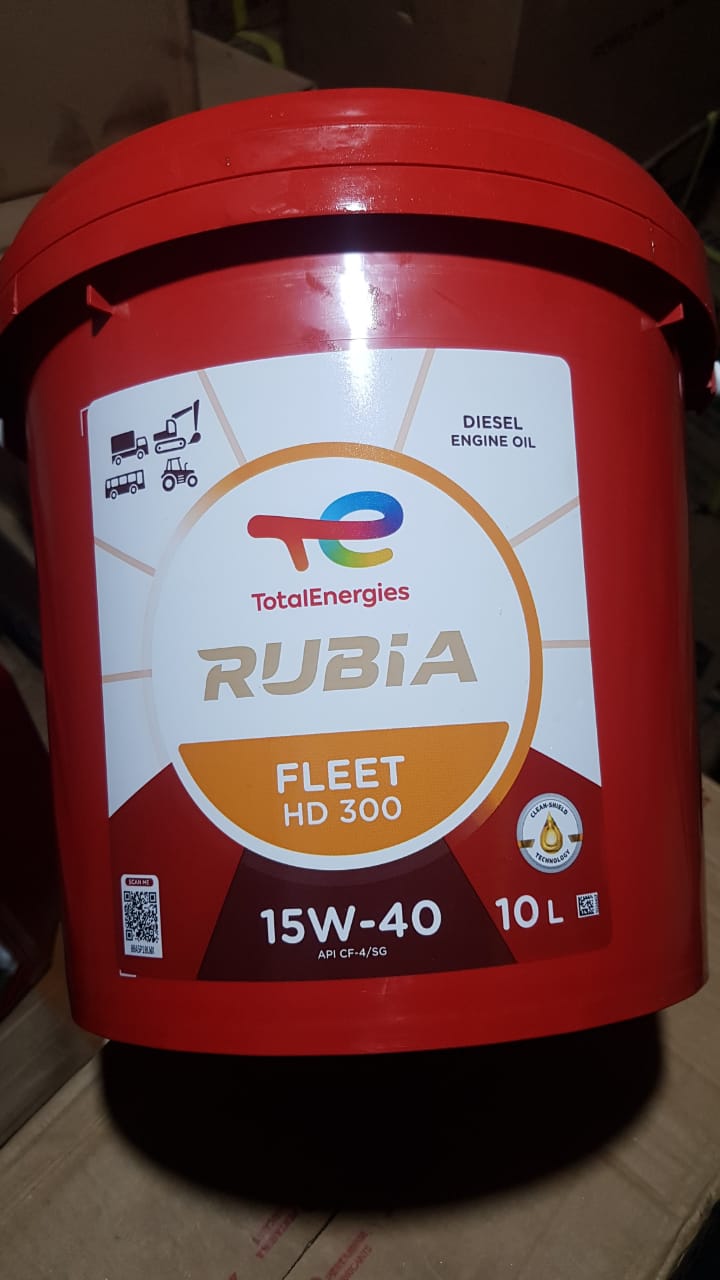 DIESEL
ENGINE OIL
TotalEnergies
RUBiA
FLEET
HD 300
CLEAN-SHIELD
TECHNOLOGY
SCAN ME
15W-40
10 L
API CF-4/SG